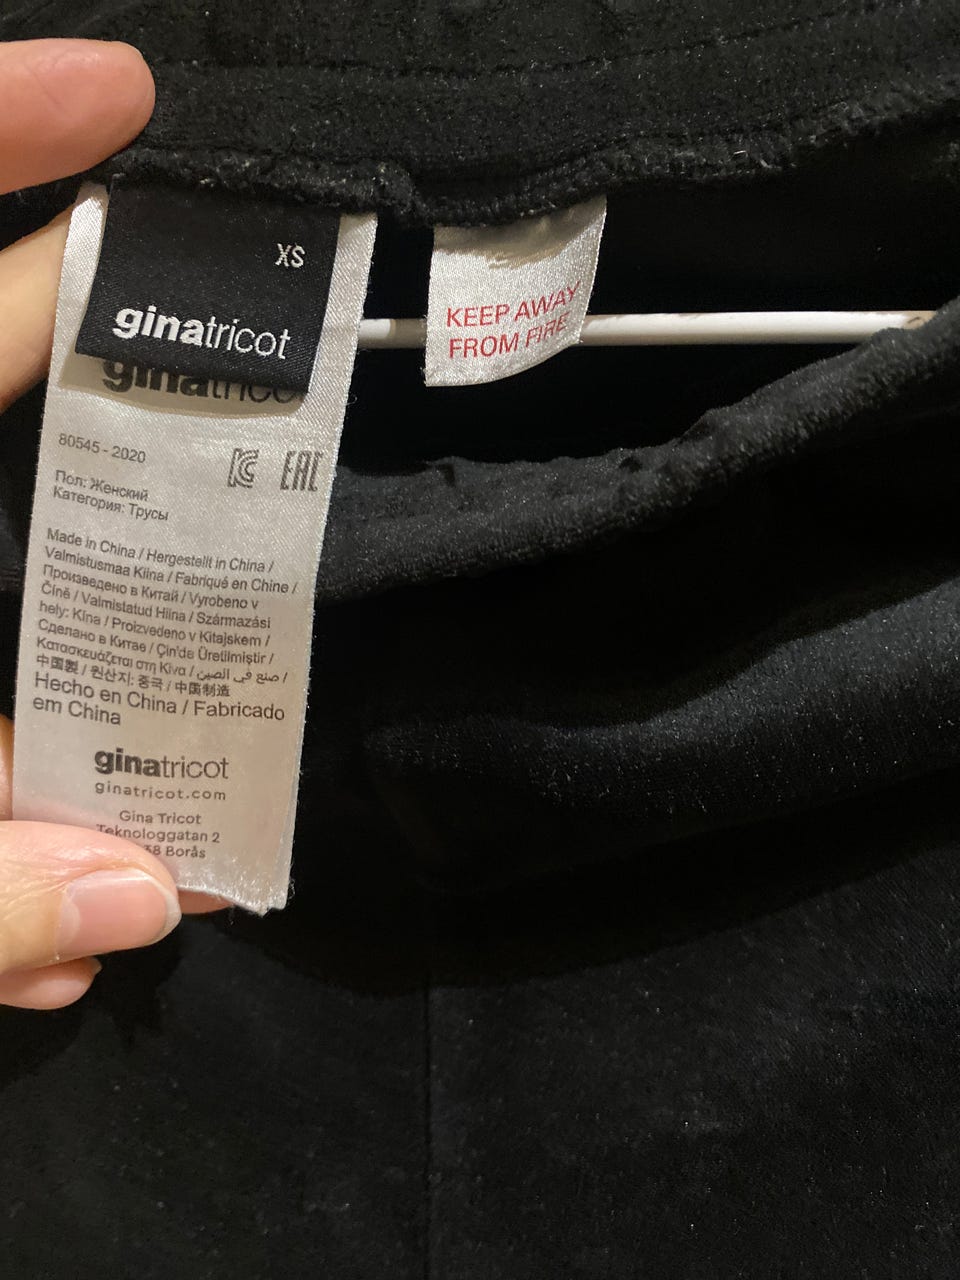 XS
ginatricot
ginatrico
80545 - 2020
EAC
Пол: Женский
Категория: Трусы
Made in China / Hergestellt in China /
Valmistusmaa Kiina / Fabriqué en Chine /
Произведено в Китай / Vyrobeno v
Číně / Valmistatud Hiina / Származási
hely: Kína / Proizvedeno v Kitajskem /
Сделано в Китае / Çin'de Üretilmiştir /
Κατασκευάζεται στη Κίνα / صنع في الصين /
中国製 / 원산지: 중국 / 中国制造
Hecho en China / Fabricado
em China
ginatricot
ginatricot.com
Gina Tricot
Teknologgatan 2
38 Borås
KEEP AWAY
FROM FIRE